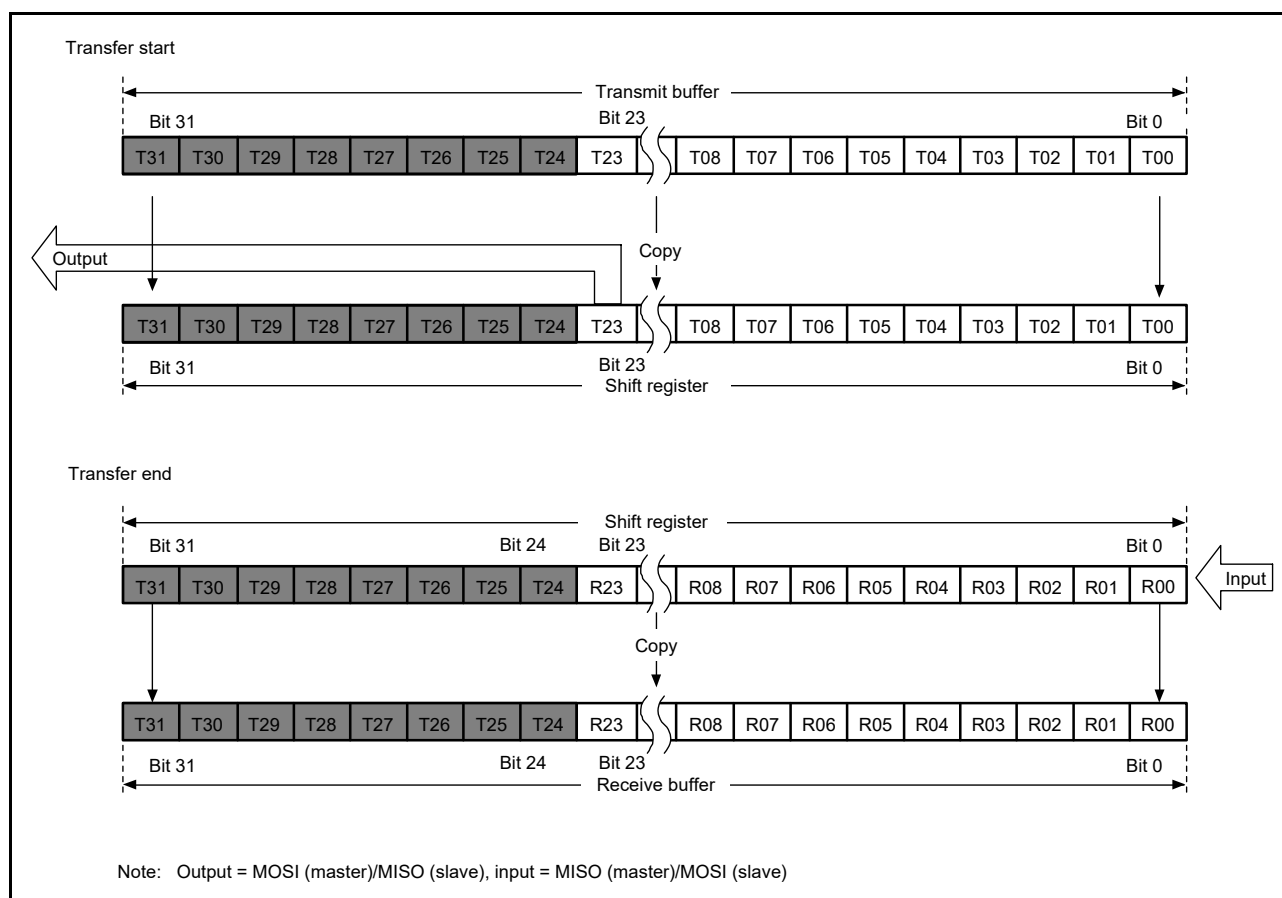 Transfer start
Transmit buffer
Bit 31 Bit 23 Bit 0
T31 T30 T29 T28 T27 T26 T25 T24 T23 T08 T07 T06 T05 T04 T03 T02 T01 T00
Output Copy
T31 T30 T29 T28 T27 T26 T25 T24 T23 T08 T07 T06 T05 T04 T03 T02 T01 T00
Bit 31 Bit 23 Bit 0
Shift register
Transfer end
Shift register
Bit 31 Bit 24 Bit 23 Bit 0
T31 T30 T29 T28 T27 T26 T25 T24 R23 R08 R07 R06 R05 R04 R03 R02 R01 R00 Input
Copy
T31 T30 T29 T28 T27 T26 T25 T24 R23 R08 R07 R06 R05 R04 R03 R02 R01 R00
Bit 31 Bit 24 Bit 23 Bit 0
Receive buffer
Note: Output = MOSI (master)/MISO (slave), input = MISO (master)/MOSI (slave)